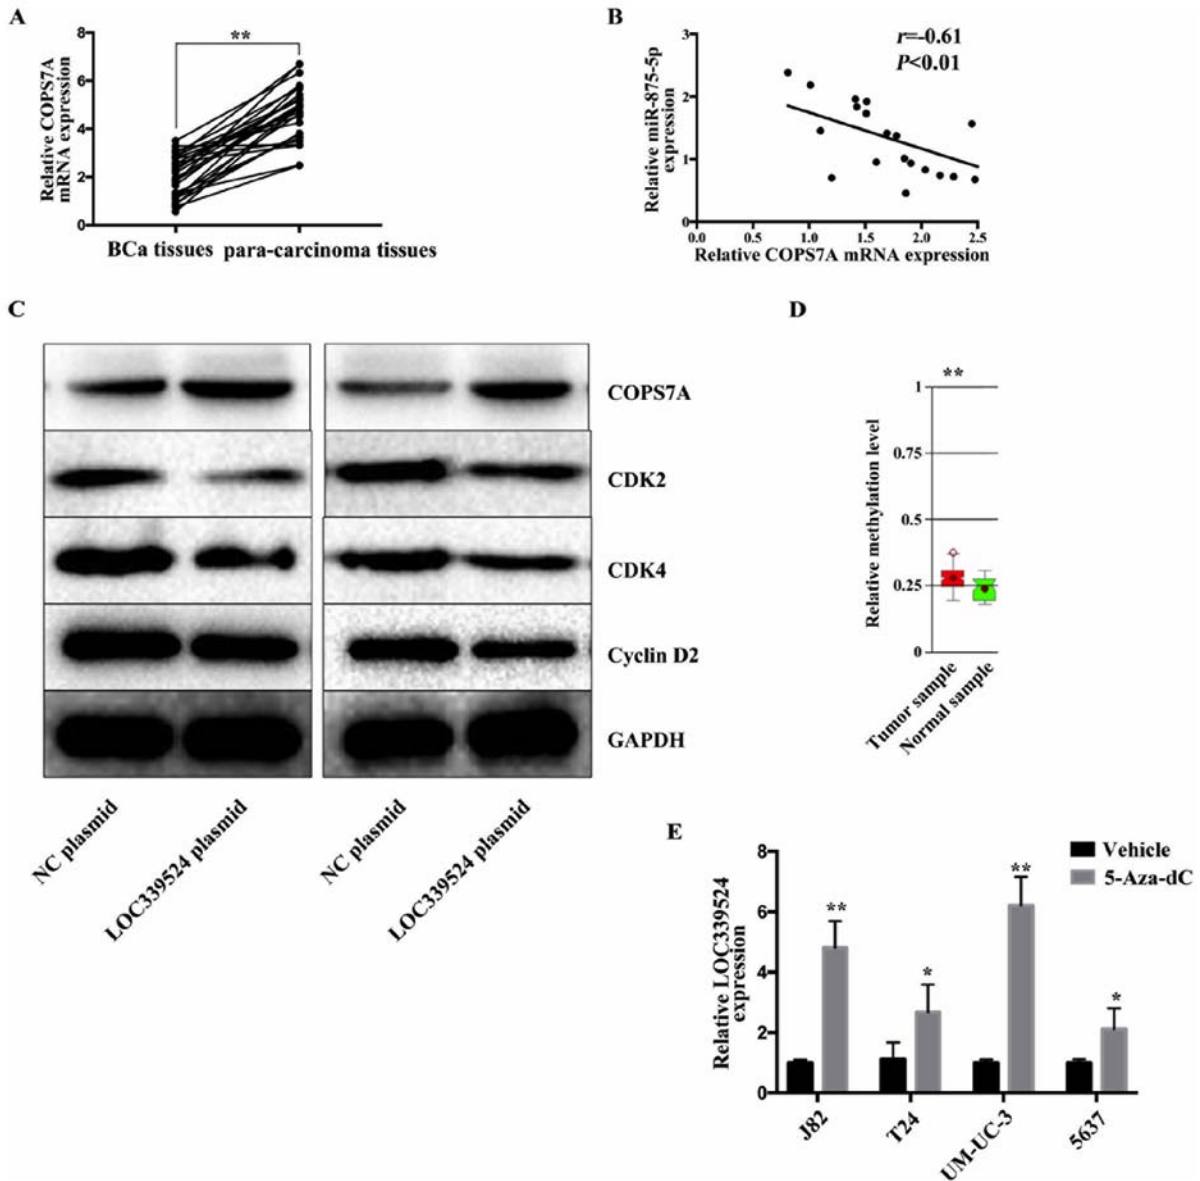 A
Relative COPS7A
mRNA expression
8
6
4
2
0
**
BCa tissues
para-carcinoma tissues
B
Relative miR-875-5p
expression
3
2
1
0
r=-0.61
P<0.01
0.0
0.5
1.0
1.5
2.0
2.5
Relative COPS7A mRNA expression
C
COPS7A
CDK2
CDK4
Cyclin D2
GAPDH
NC plasmid
LOC339524 plasmid
NC plasmid
LOC339524 plasmid
D
Relative methylation level
**
1
0.75
0.5
0.25
0
Tumor sample
Normal sample
E
Relative LOC339524
expression
8
6
4
2
0
**
*
**
*
Vehicle
5-Aza-dC
J82
T24
UM-UC-3
5637